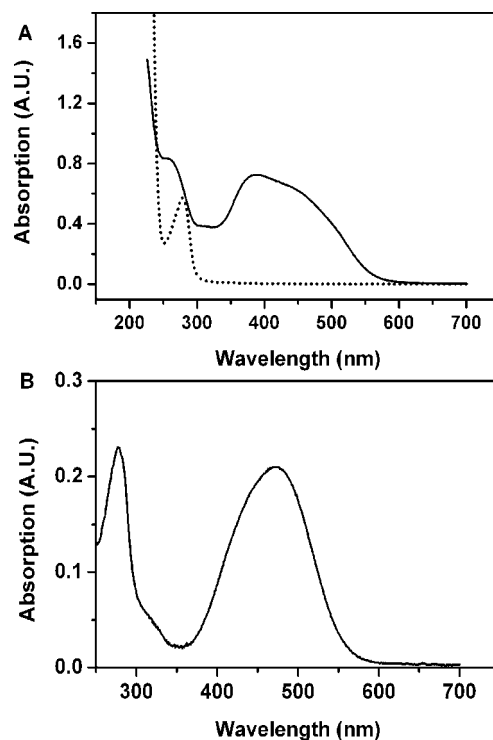 A
Absorption (A.U.)
1.6
1.2
0.8
0.4
0.0
200 300 400 500 600 700
Wavelength (nm)
B
Absorption (A.U.)
0.3
0.2
0.1
0.0
300 400 500 600 700
Wavelength (nm)